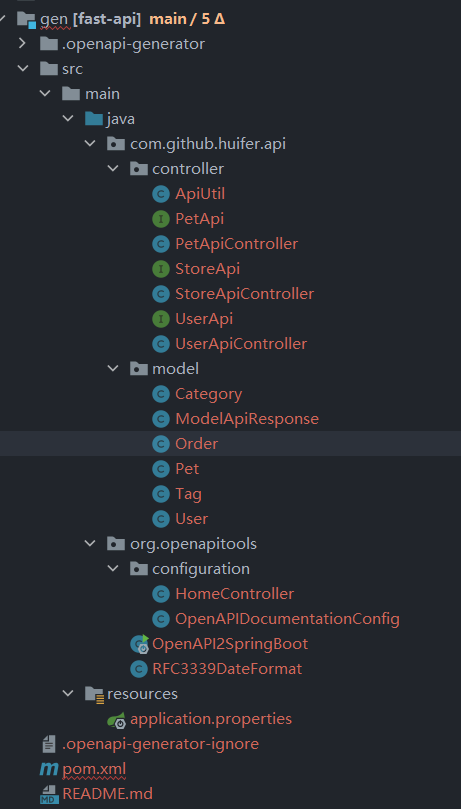 gen [fast-api] main / 5 Δ
.openapi-generator
src
main
java
com.github.huifer.api
controller
ApiUtil
PetApi
PetApiController
StoreApi
StoreApiController
UserApi
UserApiController
model
Category
ModelApiResponse
Order
Pet
Tag
User
org.openapitools
configuration
HomeController
OpenAPIDocumentationConfig
OpenAPI2SpringBoot
RFC3339DateFormat
resources
application.properties
.openapi-generator-ignore
pom.xml
README.md